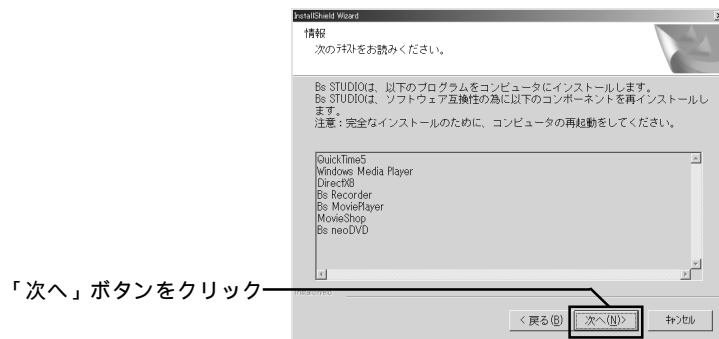 InstallShield Wizard
情報
次のﾃｷｽﾄをお読みください。
Bs STUDIOは、以下のプログラムをコンピュータにインストールします。
Bs STUDIOは、ソフトウェア互換性の為に以下のコンポーネントを再インストールし
ます。
注意：完全なインストールのために、コンピュータの再起動をしてください。
QuickTime5
Windows Media Player
DirectX8
Bs Recorder
Bs MoviePlayer
MovieShop
Bs neoDVD
「次へ」ボタンをクリック
InstallShield
< 戻る(B)
次へ(N)>
ｷｬﾝｾﾙ